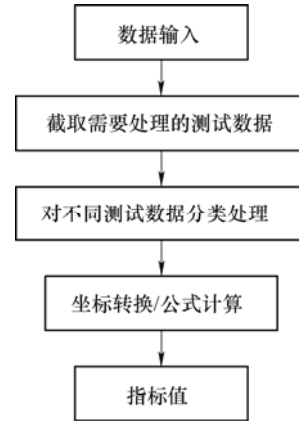 数据输入
截取需要处理的测试数据
对不同测试数据分类处理
坐标转换/公式计算
指标值